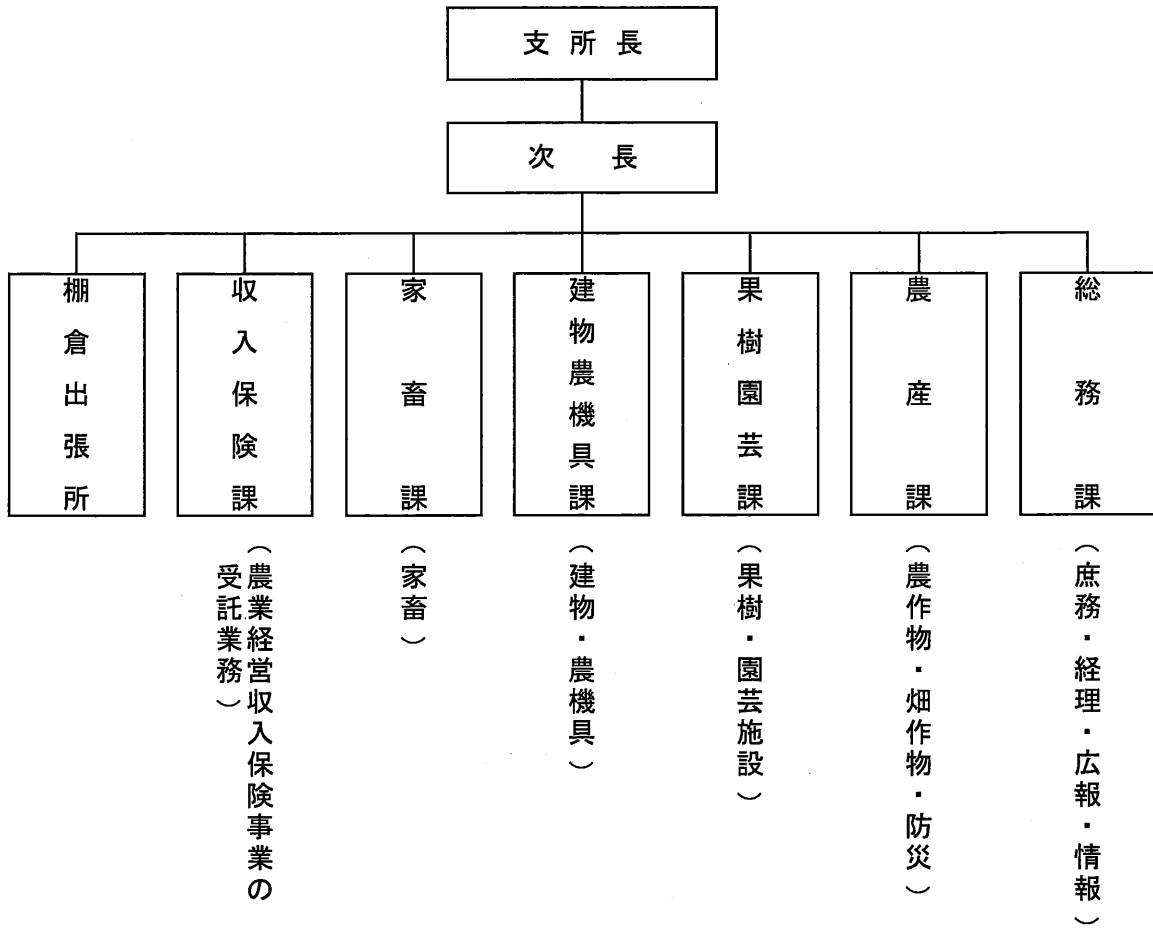 支所長
次長
総務課
（庶務・経理・広報・情報）
農産課
（農作物・畑作物・防災）
果樹園芸課
（果樹・園芸施設）
建物農機具課
（建物・農機具）
家畜課
（家畜）
収入保険課
（農業経営収入保険事業の
受託業務）
棚倉出張所